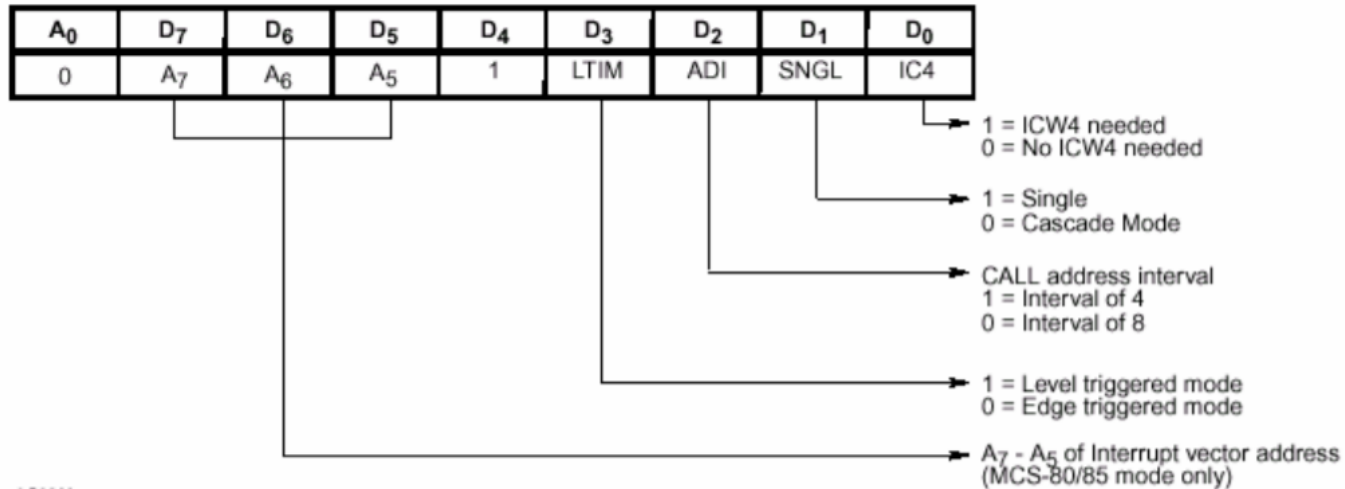 A0 D7 D6 D5 D4 D3 D2 D1 D0
0 A7 A6 A5 1 LTIM ADI SNGL IC4
1 = ICW4 needed
0 = No ICW4 needed
1 = Single
0 = Cascade Mode
CALL address interval
1 = Interval of 4
0 = Interval of 8
1 = Level triggered mode
0 = Edge triggered mode
A7 - A5 of Interrupt vector address
(MCS-80/85 mode only)